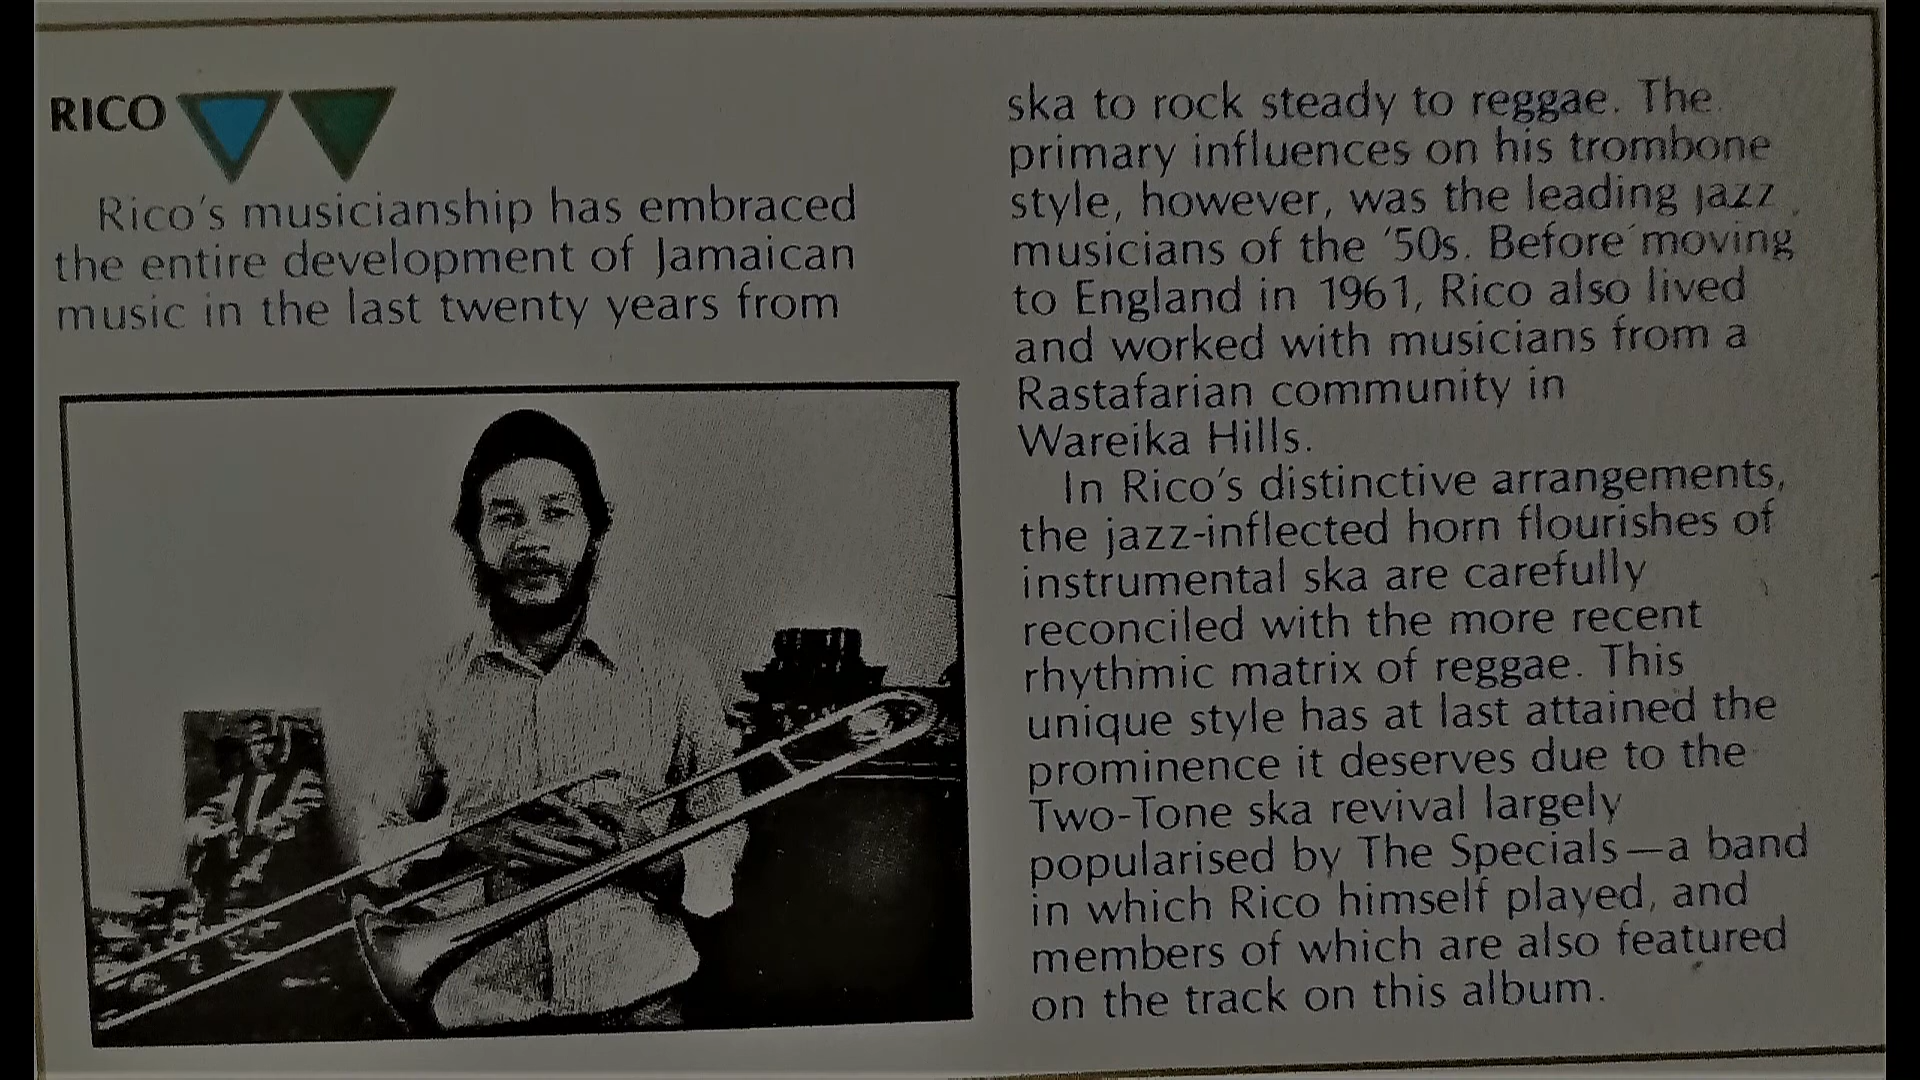 RICO
Rico's musicianship has embraced
the entire development of Jamaican
music in the last twenty years from
ska to rock steady to reggae. The
primary influences on his trombone
style, however, was the leading jazz
musicians of the '50s. Before moving
to England in 1961, Rico also lived
and worked with musicians from a
Rastafarian community in
Wareika Hills.
In Rico's distinctive arrangements,
the jazz-inflected horn flourishes of
instrumental ska are carefully
reconciled with the more recent
rhythmic matrix of reggae. This
unique style has at last attained the
prominence it deserves due to the
Two-Tone ska revival largely
popularised by The Specials—a band
in which Rico himself played, and
members of which are also featured
on the track on this album.